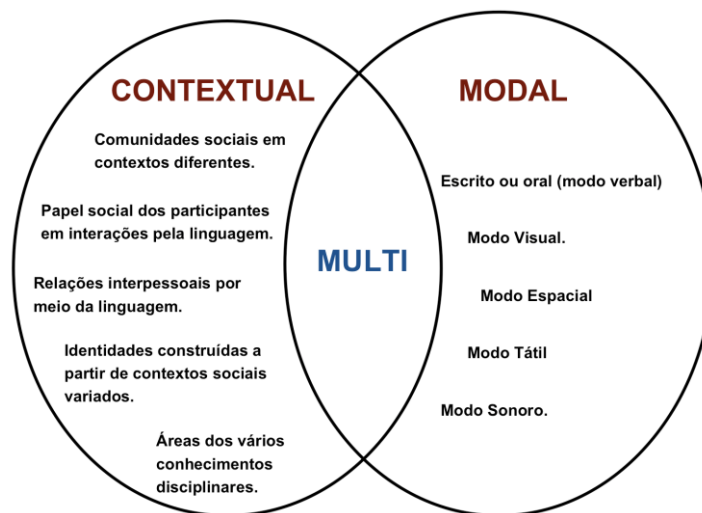 CONTEXTUAL
Comunidades sociais em
contextos diferentes.
Papel social dos participantes
em interações pela linguagem.
Relações interpessoais por
meio da linguagem.
Identidades construídas a
partir de contextos sociais
variados.
Áreas dos vários
conhecimentos
disciplinares.
MULTI
MODAL
Escrito ou oral (modo verbal)
Modo Visual.
Modo Espacial
Modo Tátil
Modo Sonoro.